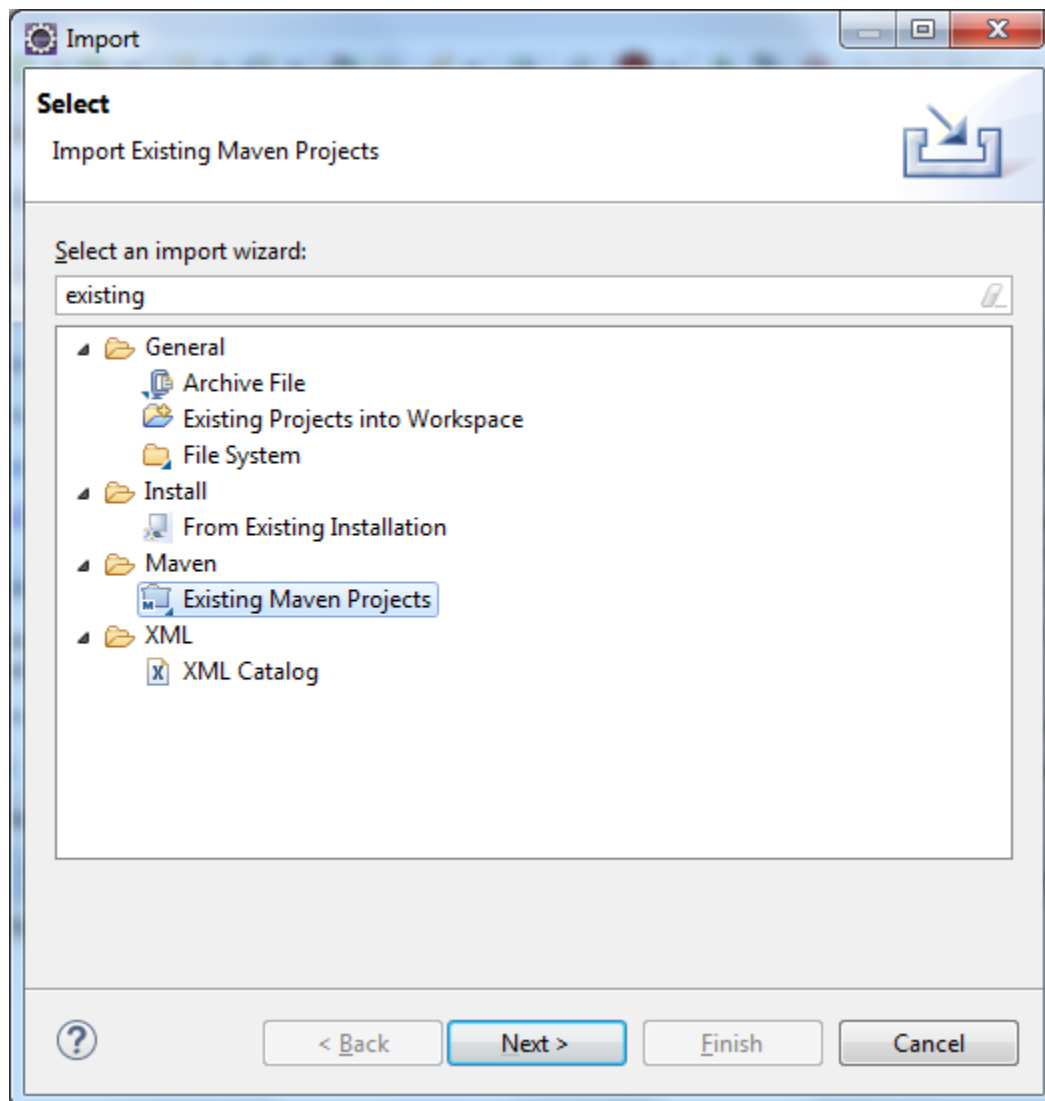 Import
Select
Import Existing Maven Projects
Select an import wizard:
existing
General
Archive File
Existing Projects into Workspace
File System
Install
From Existing Installation
Maven
Existing Maven Projects
XML
XML Catalog
< Back Next > Finish Cancel